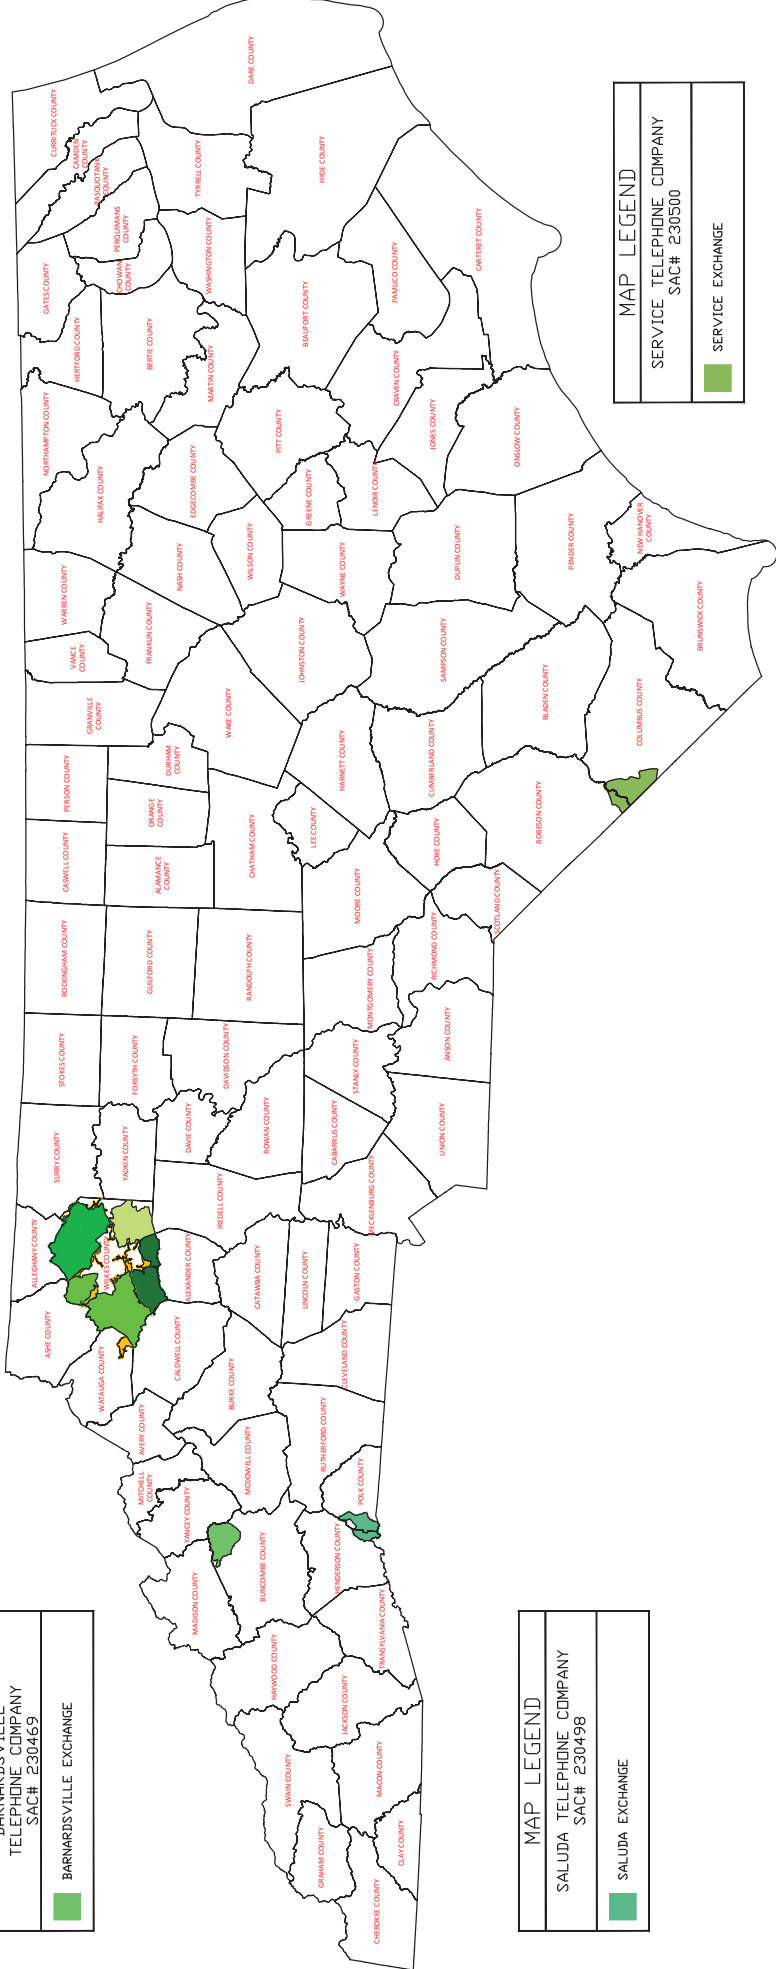 BARNARDSVILLE
TELEPHONE COMPANY
SAC# 230469
BARNARDSVILLE EXCHANGE
MAP LEGEND
SALUDA TELEPHONE COMPANY
SAC# 230498
SALUDA EXCHANGE
MAP LEGEND
SERVICE TELEPHONE COMPANY
SAC# 230500
SERVICE EXCHANGE
CHEROKEE COUNTY
GRAHAM COUNTY
CLAY COUNTY
SWAIN COUNTY
MACON COUNTY
JACKSON COUNTY
HAYWOOD COUNTY
TRANSYLVANIA COUNTY
MADISON COUNTY
BUNCOMBE COUNTY
HENDERSON COUNTY
YANCEY COUNTY
MITCHELL
COUNTY
AVERY COUNTY
MCDOWELL COUNTY
POLK COUNTY
RUTHERFORD COUNTY
WATAUGA COUNTY
CALDWELL COUNTY
BURKE COUNTY
CLEVELAND COUNTY
ASHE COUNTY
ALLEGHANY COUNTY
WILKES COUNTY
ALEXANDER COUNTY
CATAWBA COUNTY
LINCOLN COUNTY
GASTON COUNTY
SURRY COUNTY
YADKIN COUNTY
IREDELL COUNTY
MECKLENBURG COUNTY
DAVIE COUNTY
ROWAN COUNTY
CABARRUS COUNTY
UNION COUNTY
STOKES COUNTY
FORSYTH COUNTY
DAVIDSON COUNTY
STANLY COUNTY
ANSON COUNTY
ROCKINGHAM COUNTY
GUILFORD COUNTY
RANDOLPH COUNTY
MONTGOMERY COUNTY
RICHMOND COUNTY
SCOTLAND COUNTY
CASWELL COUNTY
ALAMANCE
COUNTY
CHATHAM COUNTY
MOORE COUNTY
HOKE COUNTY
PERSON COUNTY
ORANGE
COUNTY
DURHAM
COUNTY
LEE COUNTY
HARNETT COUNTY
CUMBERLAND COUNTY
ROBISON COUNTY
GRANVILLE
COUNTY
VANCE
COUNTY
WAKE COUNTY
JOHNSTON COUNTY
SAMPSON COUNTY
BLADEN COUNTY
COLUMBUS COUNTY
BRUNSWICK COUNTY
WARREN COUNTY
FRANKLIN COUNTY
NASH COUNTY
WILSON COUNTY
WAYNE COUNTY
DUPLIN COUNTY
PENDER COUNTY
NEW HANOVER
COUNTY
NORTHAMPTON COUNTY
HALIFAX COUNTY
EDGECOMBE COUNTY
GREENE COUNTY
LENOIR COUNTY
PITT COUNTY
JONES COUNTY
ONSLOW COUNTY
HERTFORD COUNTY
GATES COUNTY
BERTIE COUNTY
MARTIN COUNTY
BEAUFORT COUNTY
CRAVEN COUNTY
PAMLICO COUNTY
CARTERET COUNTY
CHOWAN
COUNTY
PERQUIMANS
COUNTY
PASQUOTANK
COUNTY
CAMDEN
COUNTY
CURRITUCK COUNTY
WASHINGTON COUNTY
TYRRELL COUNTY
HYDE COUNTY
DARE COUNTY